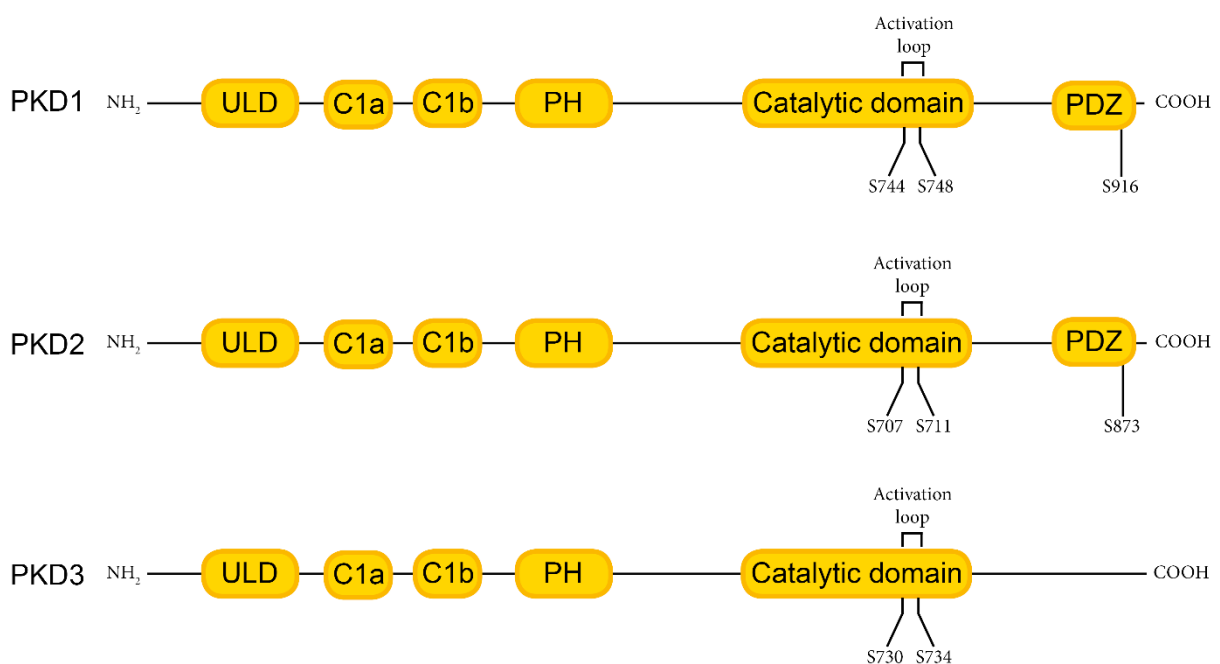 Activation
loop
PKD1 NH2 ULD C1a C1b PH Catalytic domain PDZ COOH
S744 S748 S916
Activation
loop
PKD2 NH2 ULD C1a C1b PH Catalytic domain PDZ COOH
S707 S711 S873
Activation
loop
PKD3 NH2 ULD C1a C1b PH Catalytic domain COOH
S730 S734